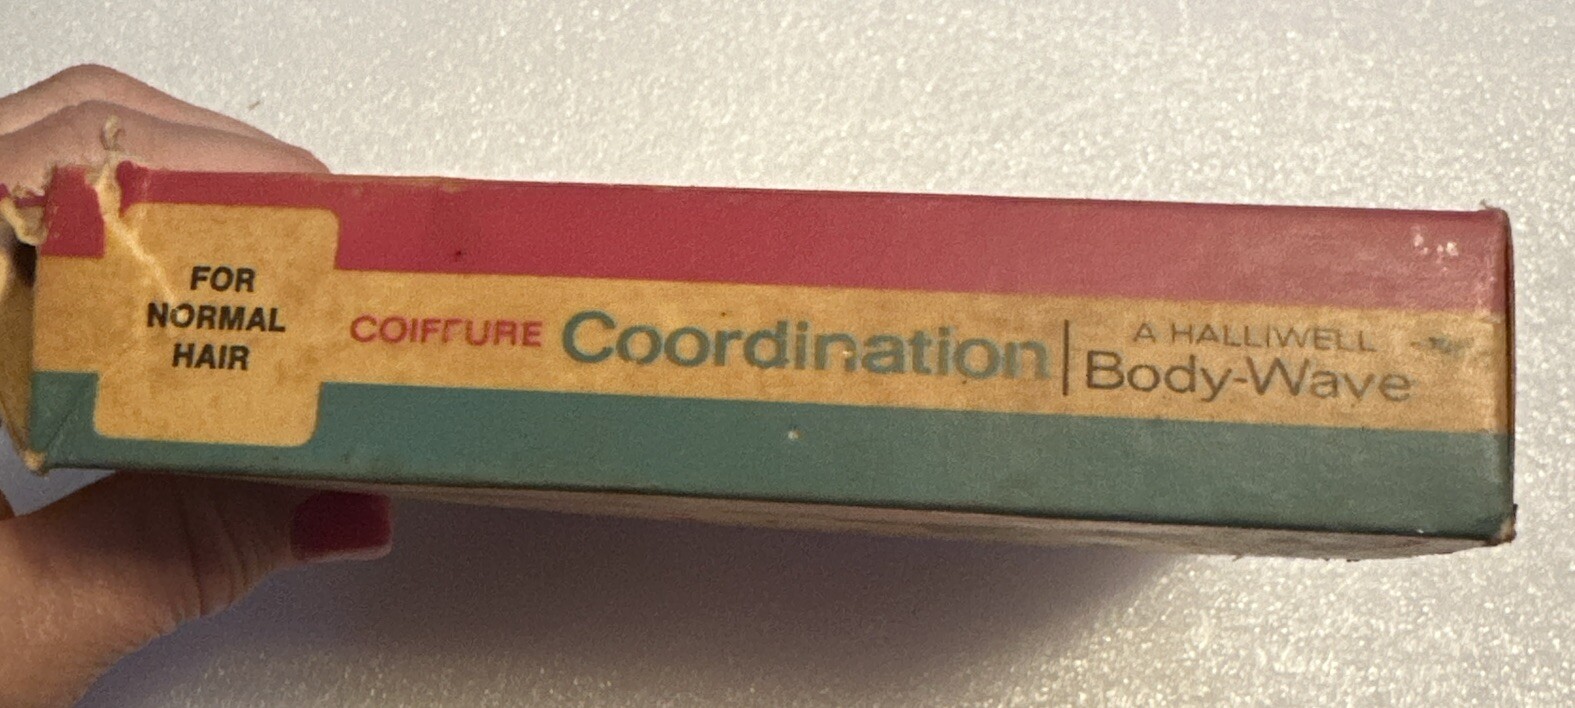 FOR
NORMAL
HAIR
COIFFURE Coordination
A HALLIWELL
Body-Wave